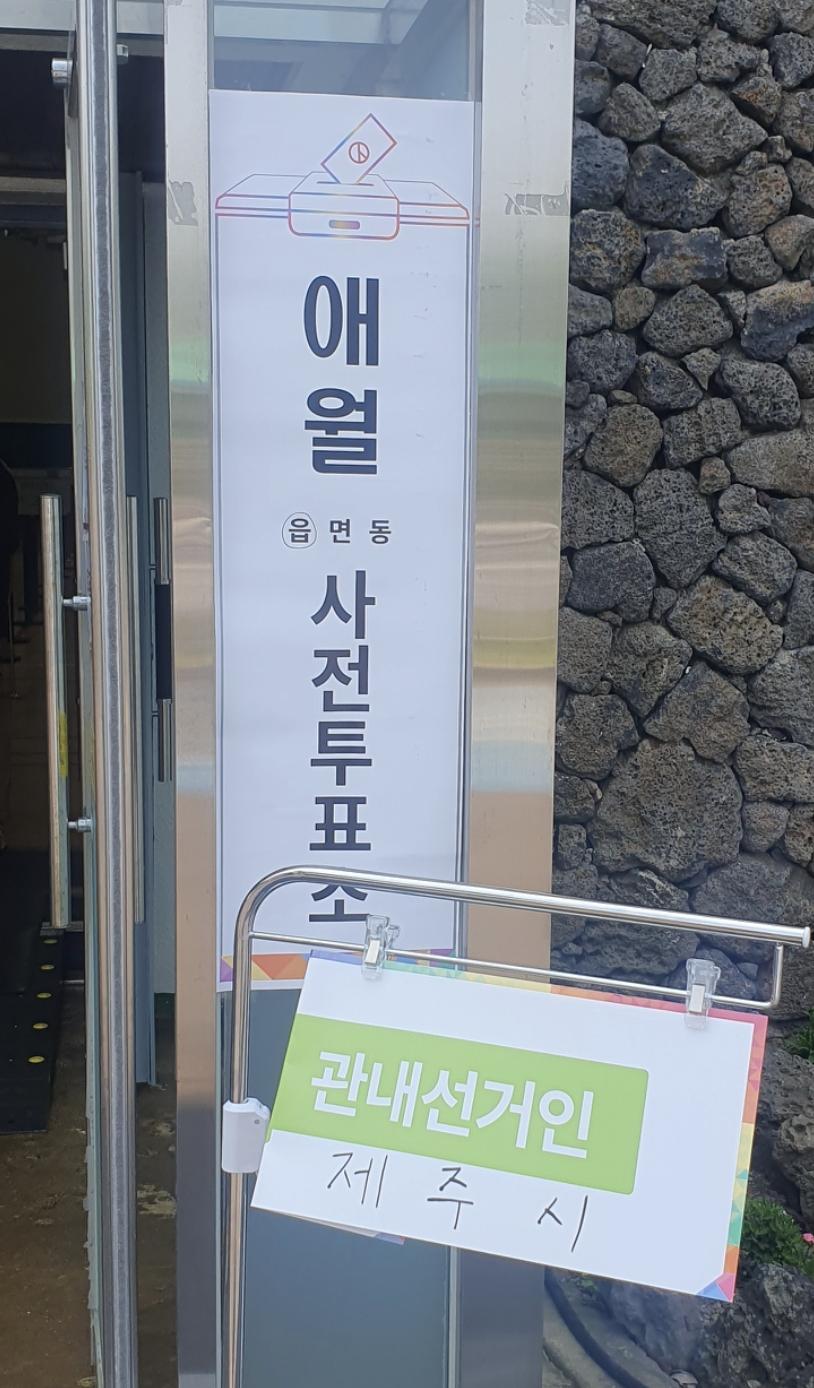 애월
읍 면 동
사전투표소
관내선거인
제주시